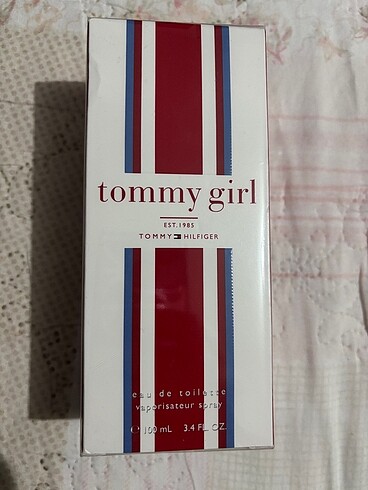 tommy girl
EST. 1985
TOMMY HILFIGER
eau de toilette
vaporisateur spray
℮ 100 mL 3.4 FL. OZ.